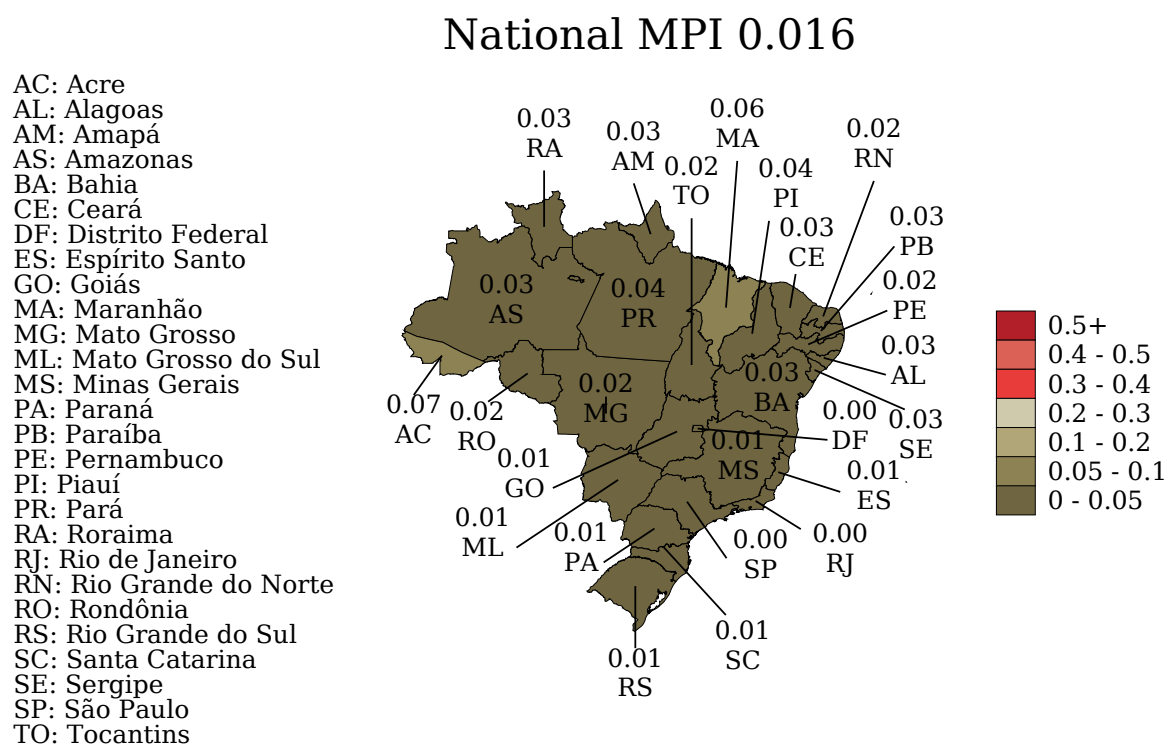 National MPI 0.016
AC: Acre
AL: Alagoas
AM: Amapá
AS: Amazonas
BA: Bahia
CE: Ceará
DF: Distrito Federal
ES: Espírito Santo
GO: Goiás
MA: Maranhão
MG: Mato Grosso
ML: Mato Grosso do Sul
MS: Minas Gerais
PA: Paraná
PB: Paraíba
PE: Pernambuco
PI: Piauí
PR: Pará
RA: Roraima
RJ: Rio de Janeiro
RN: Rio Grande do Norte
RO: Rondônia
RS: Rio Grande do Sul
SC: Santa Catarina
SE: Sergipe
SP: São Paulo
TO: Tocantins
0.03
RA
0.03
AM
0.02
TO
0.06
MA
0.04
PI
0.03
CE
0.02
RN
0.03
PB
0.02
PE
0.03
AL
0.03
SE
0.03
AS
0.04
PR
0.07
AC
0.02
RO
0.02
MG
0.03
BA
0.00
DF
0.01
MS
0.01
ES
0.01
GO
0.01
ML
0.01
PA
0.00
SP
0.00
RJ
0.01
SC
0.01
RS
0.5+
0.4 - 0.5
0.3 - 0.4
0.2 - 0.3
0.1 - 0.2
0.05 - 0.1
0 - 0.05